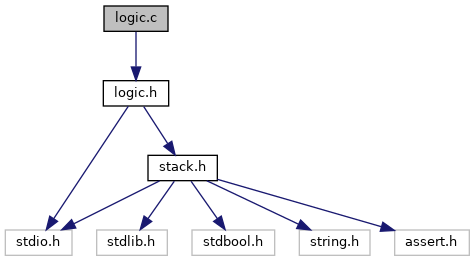 logic.c
logic.h
stack.h
stdio.h
stdlib.h
stdbool.h
string.h
assert.h